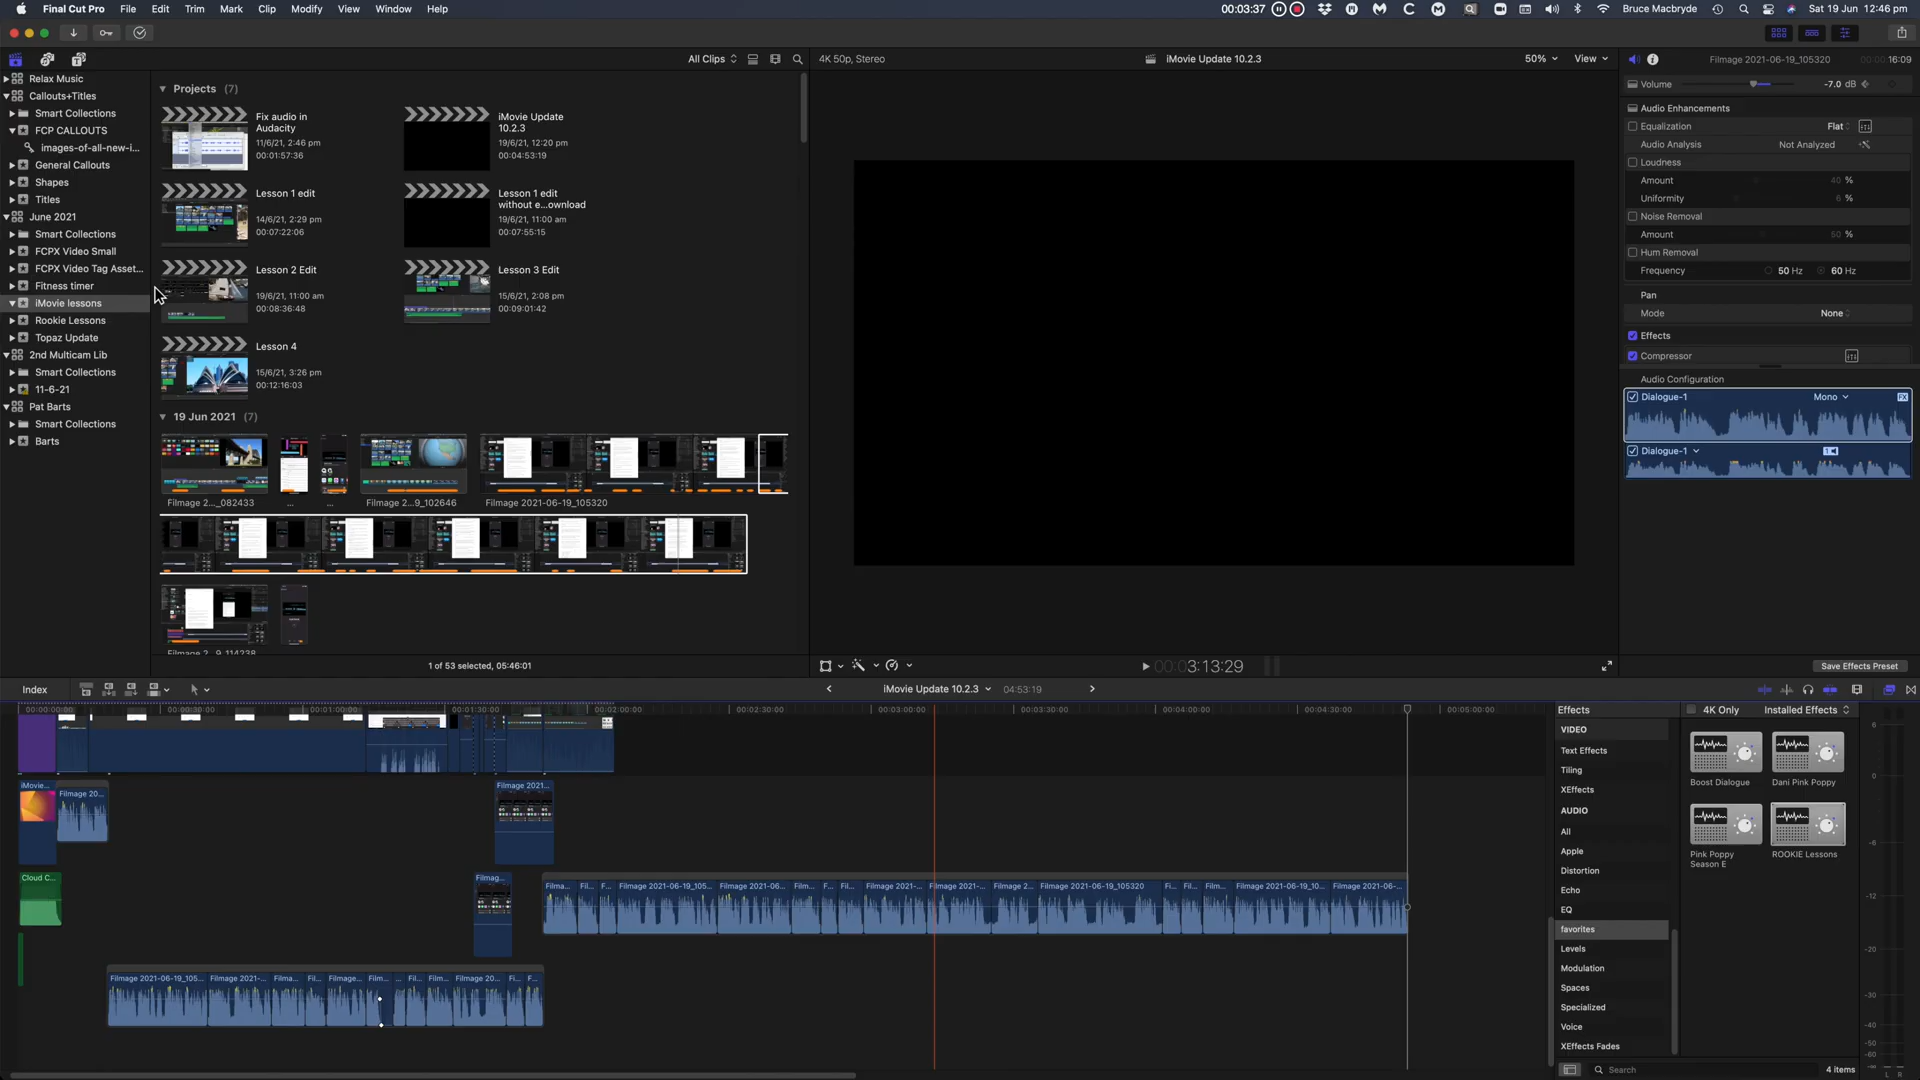 Final Cut Pro File Edit Trim Mark Clip Modify View Window Help 00:03:37 Bruce Macbryde Sat 19 Jun 12:46 pm
All Clips
4K 50p, Stereo iMovie Update 10.2.3 50% View
Filmage 2021-06-19_105320 00:00:16:09
Relax Music
Callouts+Titles
Smart Collections
FCP CALLOUTS
images-of-all-new-i...
General Callouts
Shapes
Titles
June 2021
Smart Collections
FCPX Video Small
FCPX Video Tag Asset...
Fitness timer
iMovie lessons
Rookie Lessons
Topaz Update
2nd Multicam Lib
Smart Collections
11-6-21
Pat Barts
Smart Collections
Barts
Projects (7)
Fix audio in
Audacity
11/6/21, 2:46 pm
00:01:57:36
iMovie Update
10.2.3
19/6/21, 12:20 pm
00:04:53:19
Lesson 1 edit
14/6/21, 2:29 pm
00:07:22:06
Lesson 1 edit
without e...ownload
19/6/21, 11:00 am
00:07:55:15
Lesson 2 Edit
19/6/21, 11:00 am
00:08:36:48
Lesson 3 Edit
15/6/21, 2:08 pm
00:09:01:42
Lesson 4
15/6/21, 3:26 pm
00:12:16:03
19 Jun 2021 (7)
Filmage 2..._082433 ... ... Filmage 2...9_102646 Filmage 2021-06-19_105320
Filmage 2...9_114238
1 of 53 selected, 05:46:01
00:00:3:13:29
Volume -7.0 dB
Audio Enhancements
Equalization Flat
Audio Analysis Not Analyzed
Loudness
Amount 40 %
Uniformity 6 %
Noise Removal
Amount 50 %
Hum Removal
Frequency 50 Hz 60 Hz
Pan
Mode None
Effects
Compressor
Audio Configuration
Dialogue-1 Mono
Dialogue-1
Save Effects Preset
Index iMovie Update 10.2.3 04:53:19
00:00:00:00 00:00:30:00 00:01:00:00 00:01:30:00 00:02:00:00 00:02:30:00 00:03:00:00 00:03:30:00 00:04:00:00 00:04:30:00 00:05:00:00
iMovie... Filmage 20... Filmage 2021...
Cloud C... Filmag...
Filma... Fil... F... Filmage 2021-06-19_105... Filmage 2021-06... Film... F... Fil... Filmage 2021-... Filmage 2021-... Filmage 2... Filmage 2021-06-19_105320 Fi... Fil... Film... Filmage 2021-06-19_10... Filmage 2021-06-...
Filmage 2021-06-19_105... Filmage 2021-... Filma... Fil... Filmage... Film... ... Fil... Film... Filmage 20... Fi... F...
Effects 4K Only Installed Effects
VIDEO
Text Effects
Tiling
XEffects
AUDIO
All
Apple
Distortion
Echo
EQ
favorites
Levels
Modulation
Spaces
Specialized
Voice
XEffects Fades
Boost Dialogue
Dani Pink Poppy
Pink Poppy
Season E
ROOKIE Lessons
Search 4 items
6
0
-6
-12
-20
-30
-40
-50
-60
-∞
L R